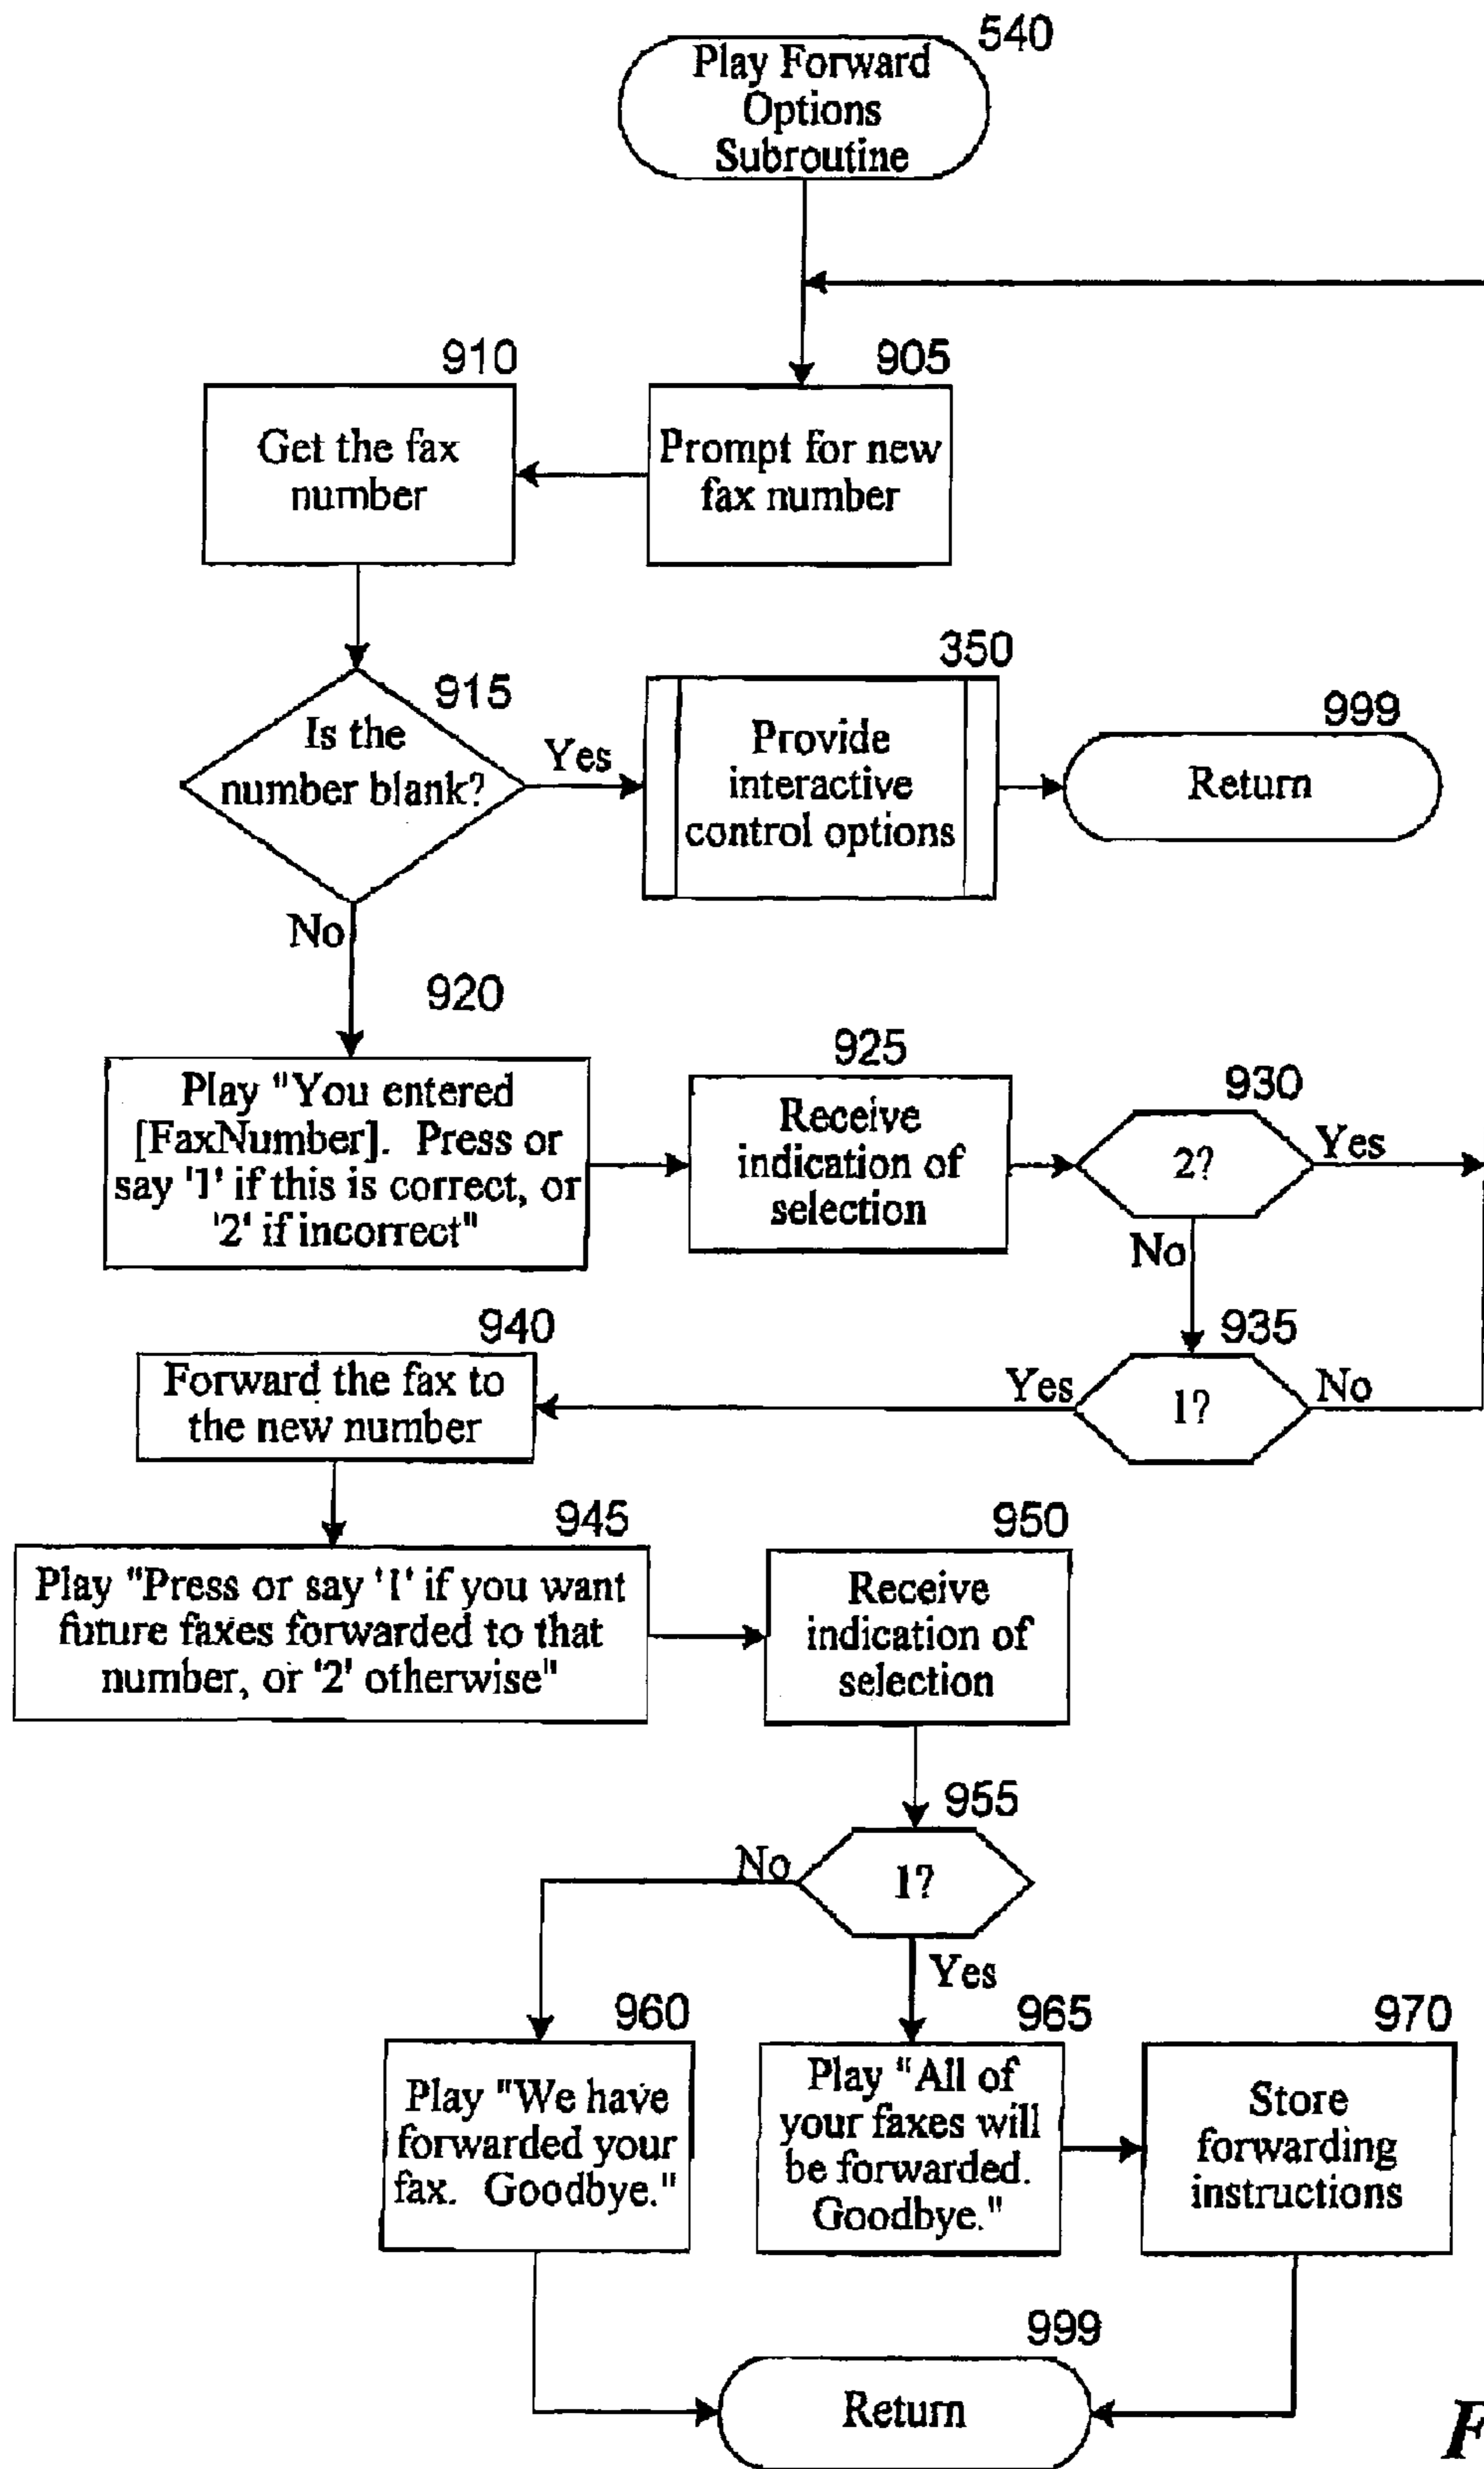 540
Play Forward
Options
Subroutine
910
905
Get the fax
number
Prompt for new
fax number
915
Is the
number blank?
Yes
No
350
Provide
interactive
control options
999
Return
920
Play "You entered
[FaxNumber]. Press or
say '1' if this is correct, or
'2' if incorrect"
925
Receive
indication of
selection
930
2?
Yes
No
935
1?
Yes
No
940
Forward the fax to
the new number
945
Play "Press or say '1' if you want
future faxes forwarded to that
number, or '2' otherwise"
950
Receive
indication of
selection
955
1?
No
Yes
960
Play "We have
forwarded your
fax. Goodbye."
965
Play "All of
your faxes will
be forwarded.
Goodbye."
970
Store
forwarding
instructions
999
Return